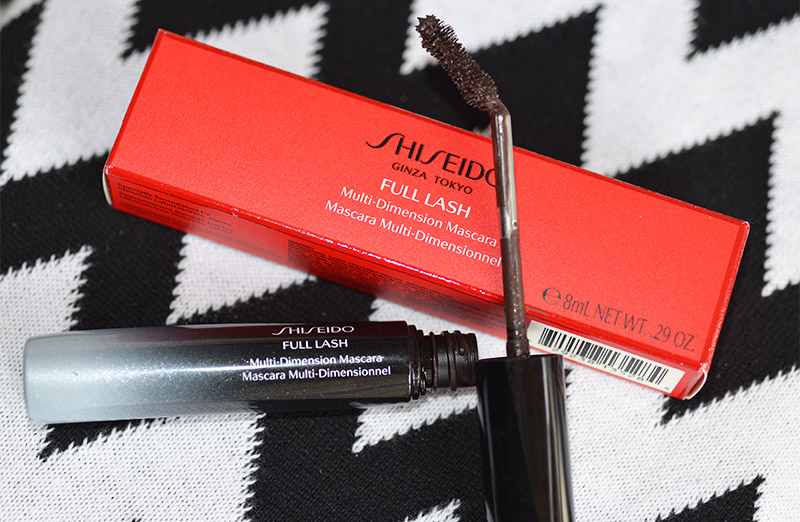 SHISEIDO
GINZA TOKYO
FULL LASH
Multi-Dimension Mascara
Mascara Multi-Dimensionnel
℮ 8mL NET WT. .29 OZ.
SHISEIDO
FULL LASH
Multi-Dimension Mascara
Mascara Multi-Dimensionnel